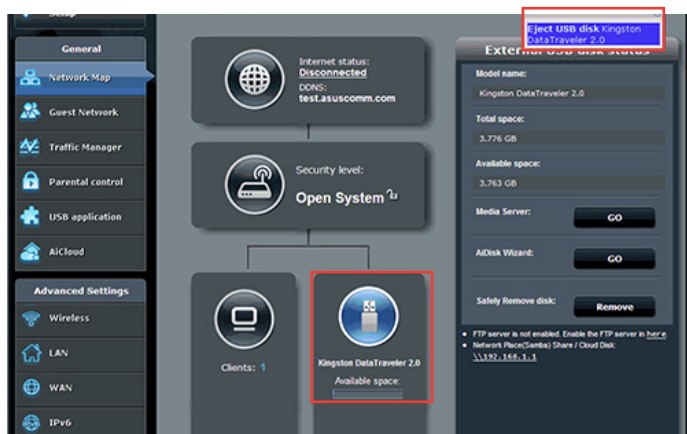 Setup
General
Network Map
Guest Network
Traffic Manager
Parental control
USB application
AiCloud
Advanced Settings
Wireless
LAN
WAN
IPv6
Internet status:
Disconnected
DDNS:
test.asuscomm.com
Security level:
Open System
Clients: 1
Kingston DataTraveler 2.0
Available space:
Eject USB disk Kingston
DataTraveler 2.0
External USB disk status
Model name:
Kingston DataTraveler 2.0
Total space:
3.776 GB
Available space:
3.763 GB
Media Server:
GO
AiDisk Wizard:
GO
Safely Remove disk:
Remove
FTP server is not enabled. Enable the FTP server in here.
Network Place(Samba) Share / Cloud Disk:
\\192.168.1.1